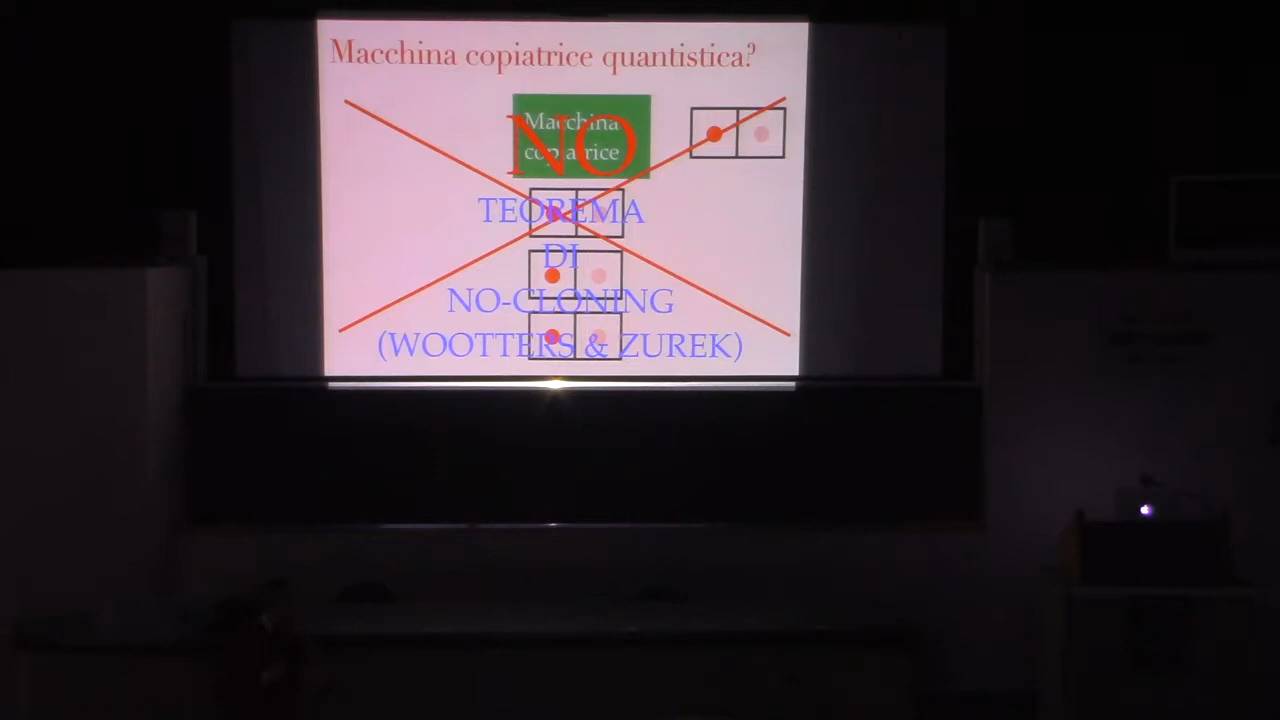 Macchina copiatrice quantistica?
Macchina
copiatrice
NO
TEOREMA
DI
NO-CLONING
(WOOTTERS & ZUREK)